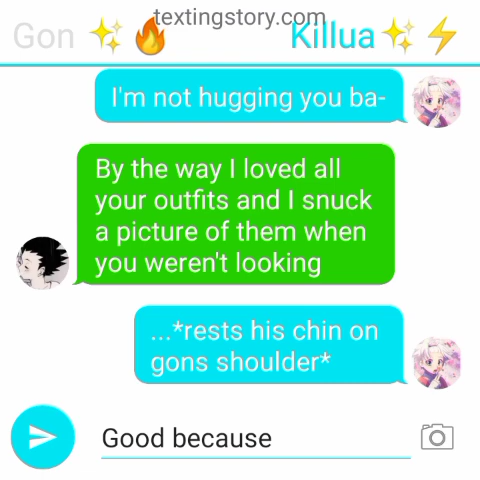 textingstory.com
Gon ✨🔥 Killua✨⚡
I'm not hugging you ba-
By the way I loved all
your outfits and I snuck
a picture of them when
you weren't looking
...*rests his chin on
gons shoulder*
Good because